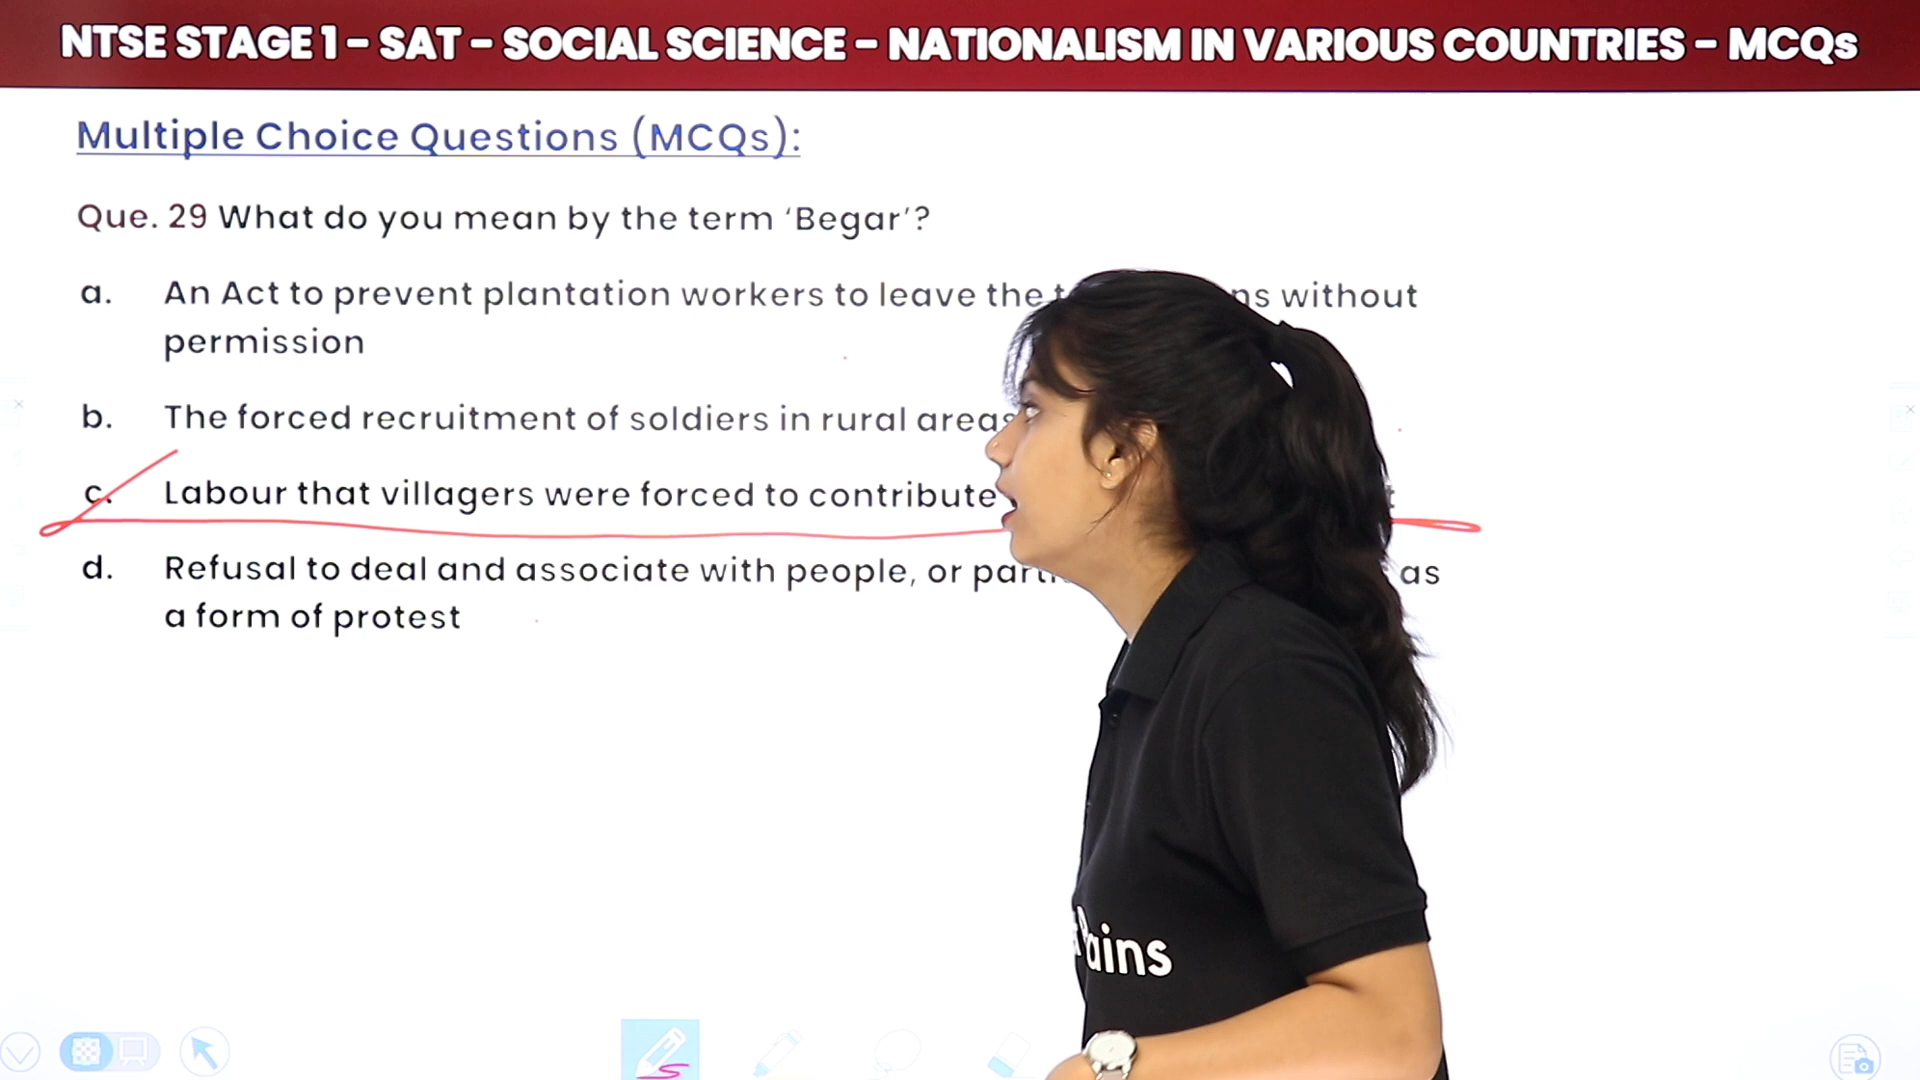 NTSE STAGE 1 - SAT - SOCIAL SCIENCE - NATIONALISM IN VARIOUS COUNTRIES - MCQs
Multiple Choice Questions (MCQs):
Que. 29 What do you mean by the term ‘Begar’?
a. An Act to prevent plantation workers to leave the without
permission
b. The forced recruitment of soldiers in rural areas
c. Labour that villagers were forced to contribute
d. Refusal to deal and associate with people, or as
a form of protest